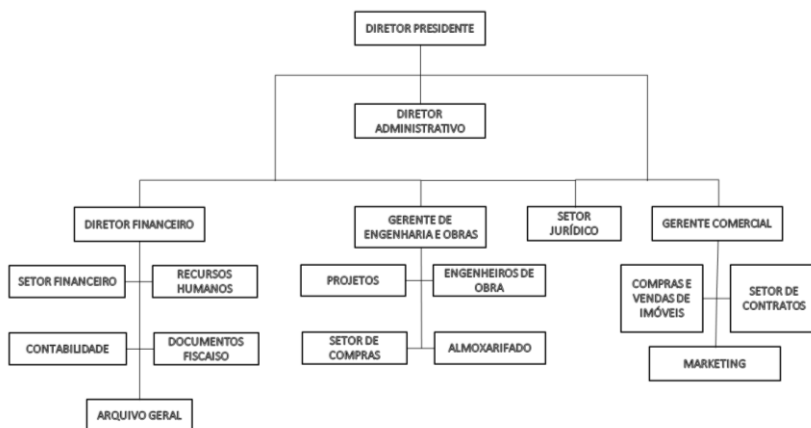 DIRETOR PRESIDENTE
DIRETOR
ADMINISTRATIVO
DIRETOR FINANCEIRO
GERENTE DE
ENGENHARIA E OBRAS
SETOR
JURÍDICO
GERENTE COMERCIAL
SETOR FINANCEIRO
RECURSOS
HUMANOS
PROJETOS
ENGENHEIROS DE
OBRA
COMPRAS E
VENDAS DE
IMÓVEIS
SETOR DE
CONTRATOS
CONTABILIDADE
DOCUMENTOS
FISCAISO
SETOR DE
COMPRAS
ALMOXARIFADO
MARKETING
ARQUIVO GERAL